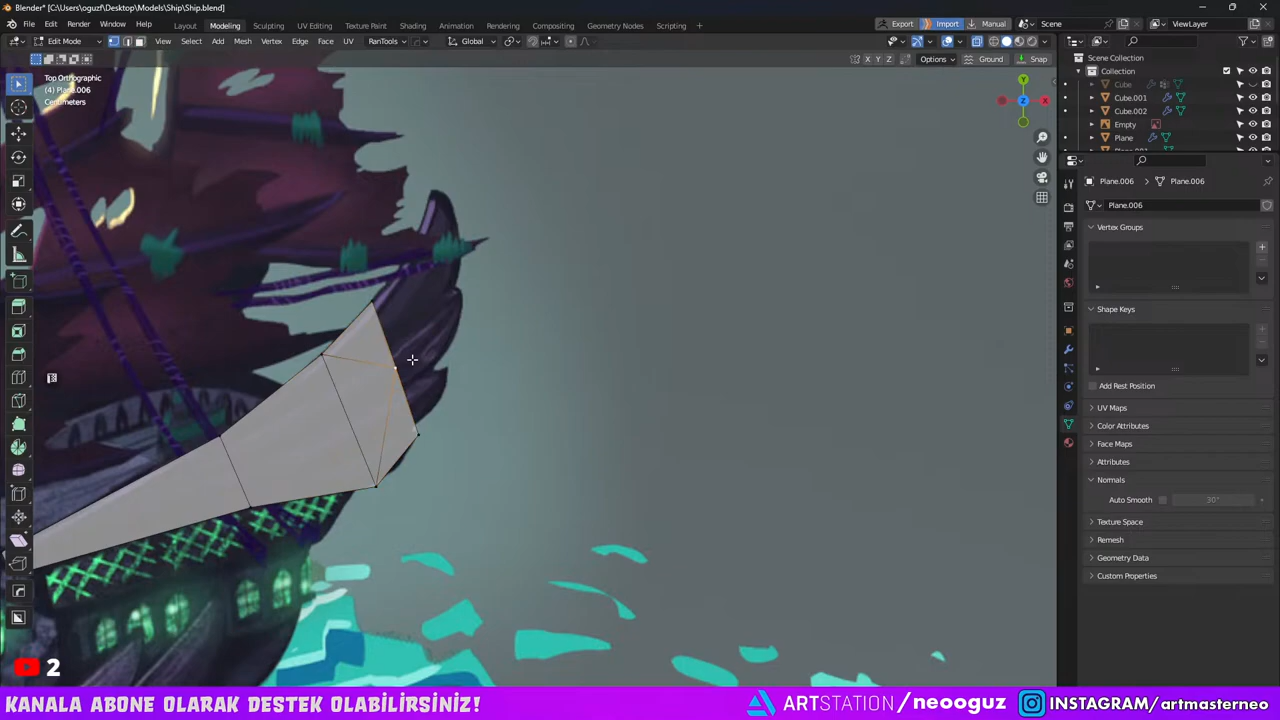 Blender* [C:\Users\oguzt\Desktop\Models\Ship\Ship.blend]
File Edit Render Window Help Layout Modeling Sculpting UV Editing Texture Paint Shading Animation Rendering Compositing Geometry Nodes Scripting Export Import Manual Scene ViewLayer
Edit Mode View Select Add Mesh Vertex Edge Face UV RanTools Global
X Y Z Options Ground Snap
Top Orthographic
(4) Plane.006
Centimeters
Y
Z X
Scene Collection
Collection
Cube
Cube.001
Cube.002
Empty
Plane
Plane.006 Plane.006
Plane.006
Vertex Groups
Shape Keys
Add Rest Position
UV Maps
Color Attributes
Face Maps
Attributes
Normals
Auto Smooth 30°
Texture Space
Remesh
Geometry Data
Custom Properties
2
KANALA ABONE OLARAK DESTEK OLABİLİRSİNİZ! ARTSTATION/neooguz INSTAGRAM/artmasterneo